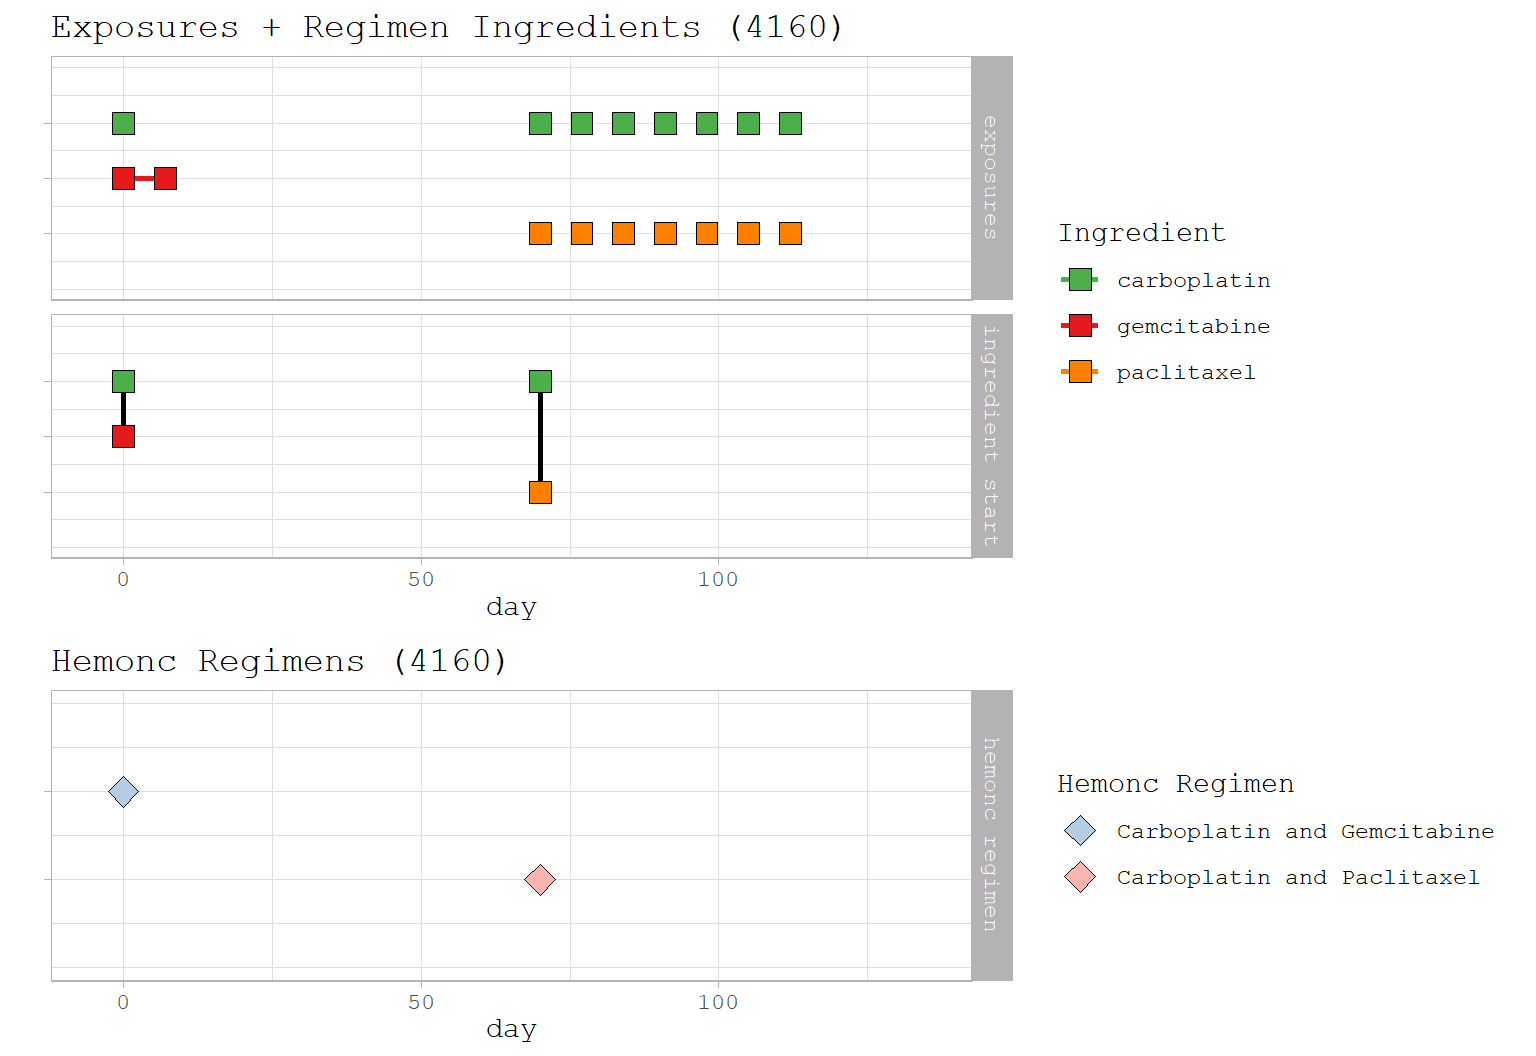 Exposures + Regimen Ingredients (4160)
exposures
ingredient start
0 50 100
day
Ingredient
carboplatin
gemcitabine
paclitaxel
Hemonc Regimens (4160)
hemonc regimen
0 50 100
day
Hemonc Regimen
Carboplatin and Gemcitabine
Carboplatin and Paclitaxel